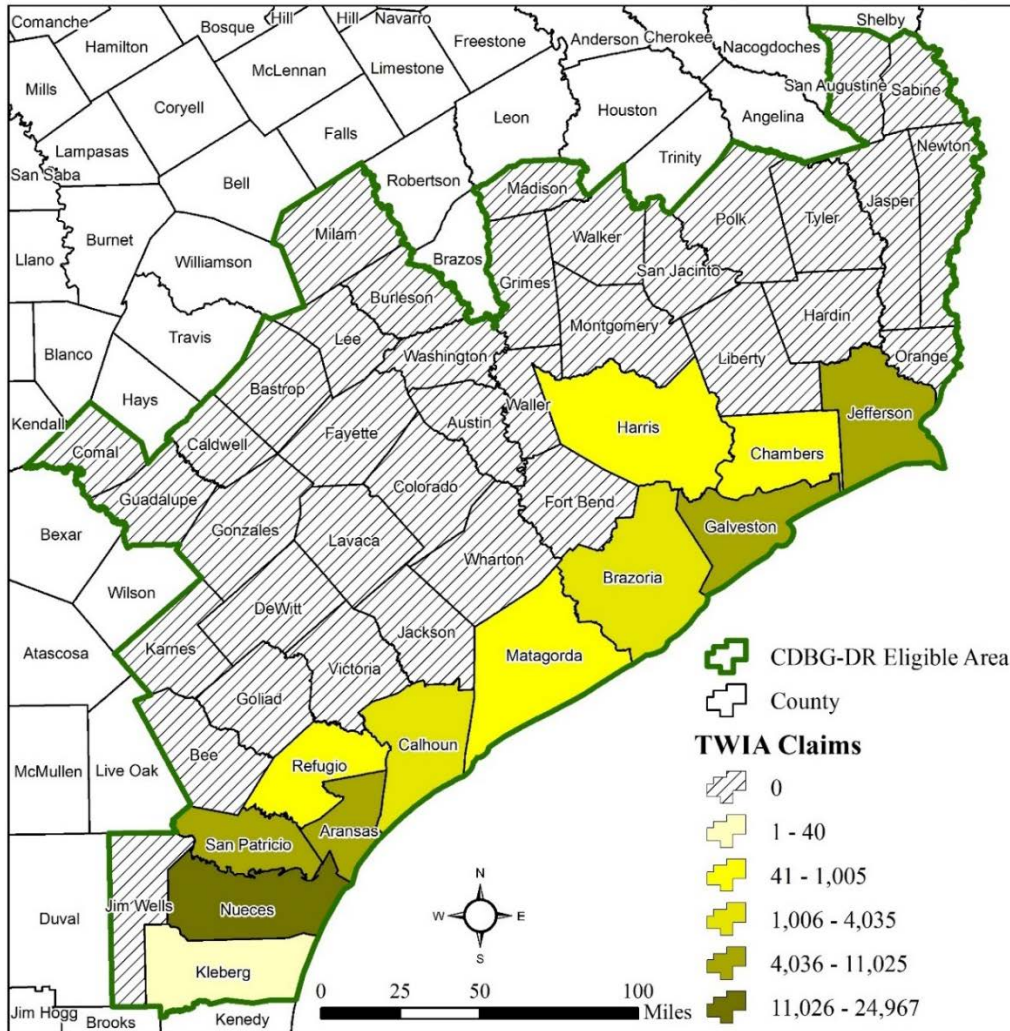 Comanche
Bosque
Hill
Hill
Navarro
Freestone
Anderson
Cherokee
Nacogdoches
Shelby
Hamilton
McLennan
Limestone
Mills
Coryell
Leon
Houston
San Augustine
Sabine
Falls
Angelina
Lampasas
San Saba
Bell
Robertson
Trinity
Newton
Madison
Burnet
Milam
Walker
Polk
Tyler
Jasper
Llano
Williamson
Brazos
Grimes
San Jacinto
Burleson
Travis
Lee
Montgomery
Hardin
Blanco
Washington
Liberty
Orange
Hays
Bastrop
Waller
Jefferson
Kendall
Austin
Harris
Fayette
Comal
Caldwell
Chambers
Guadalupe
Colorado
Fort Bend
Bexar
Gonzales
Galveston
Lavaca
Wharton
Brazoria
Wilson
DeWitt
Atascosa
Karnes
Jackson
Victoria
Matagorda
Goliad
Calhoun
Bee
Refugio
McMullen
Live Oak
Aransas
San Patricio
Duval
Jim Wells
Nueces
Kleberg
Jim Hogg
Brooks
Kenedy
N
W
E
S
0
25
50
100
Miles
CDBG-DR Eligible Area
County
TWIA Claims
0
1 - 40
41 - 1,005
1,006 - 4,035
4,036 - 11,025
11,026 - 24,967